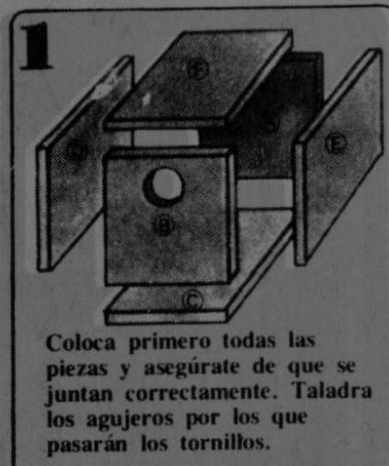 1
F
E
B
C
Coloca primero todas las
piezas y asegúrate de que se
juntan correctamente. Taladra
los agujeros por los que
pasarán los tornillos.